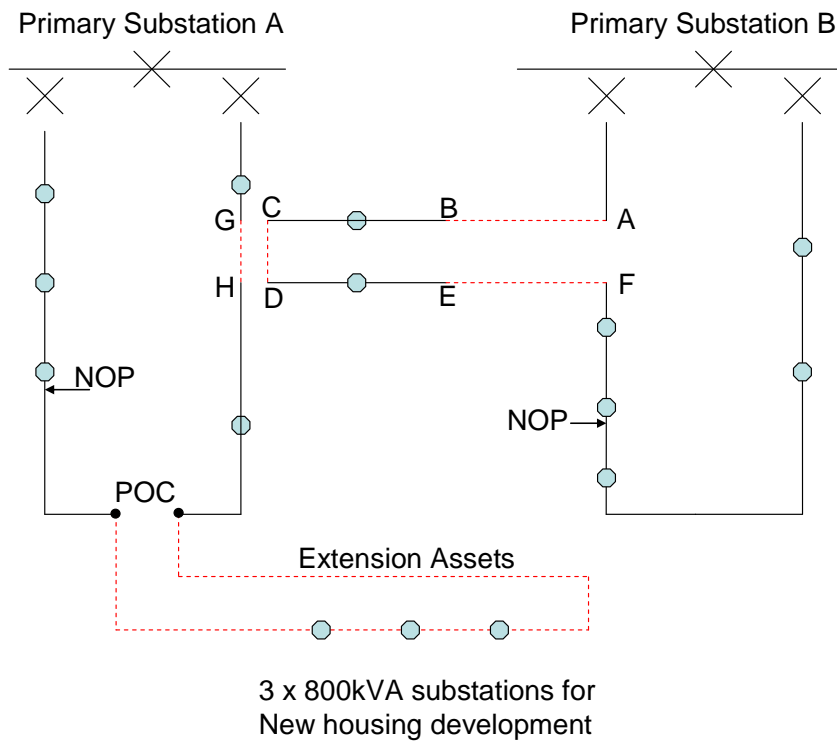 Primary Substation A
Primary Substation B
G
C
B
A
H
D
E
F
NOP
NOP
POC
Extension Assets
3 x 800kVA substations for
New housing development